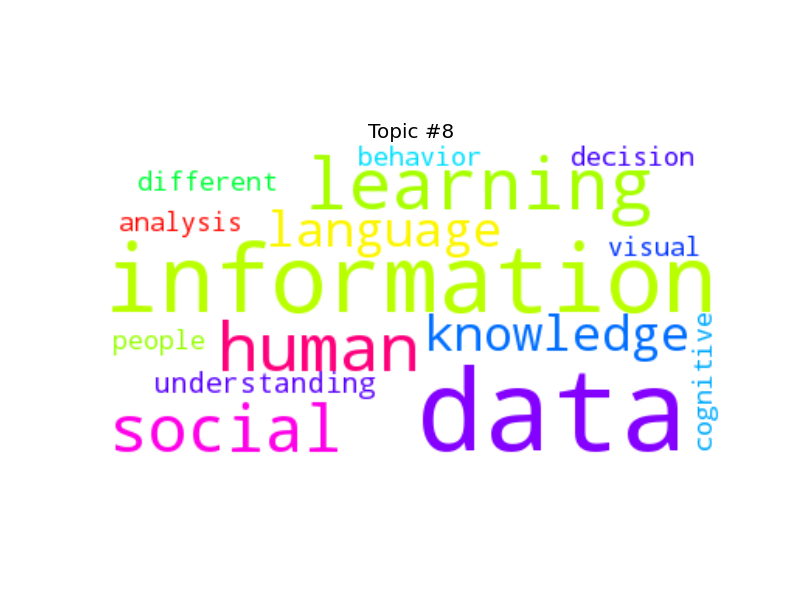 Topic #8
behavior decision
different learning
analysis language
information visual
people human knowledge cognitive
understanding
social data